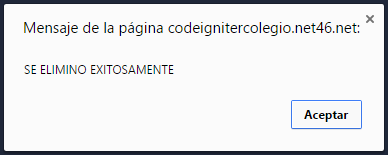 Mensaje de la página codeignitercolegio.net46.net:
SE ELIMINO EXITOSAMENTE
Aceptar